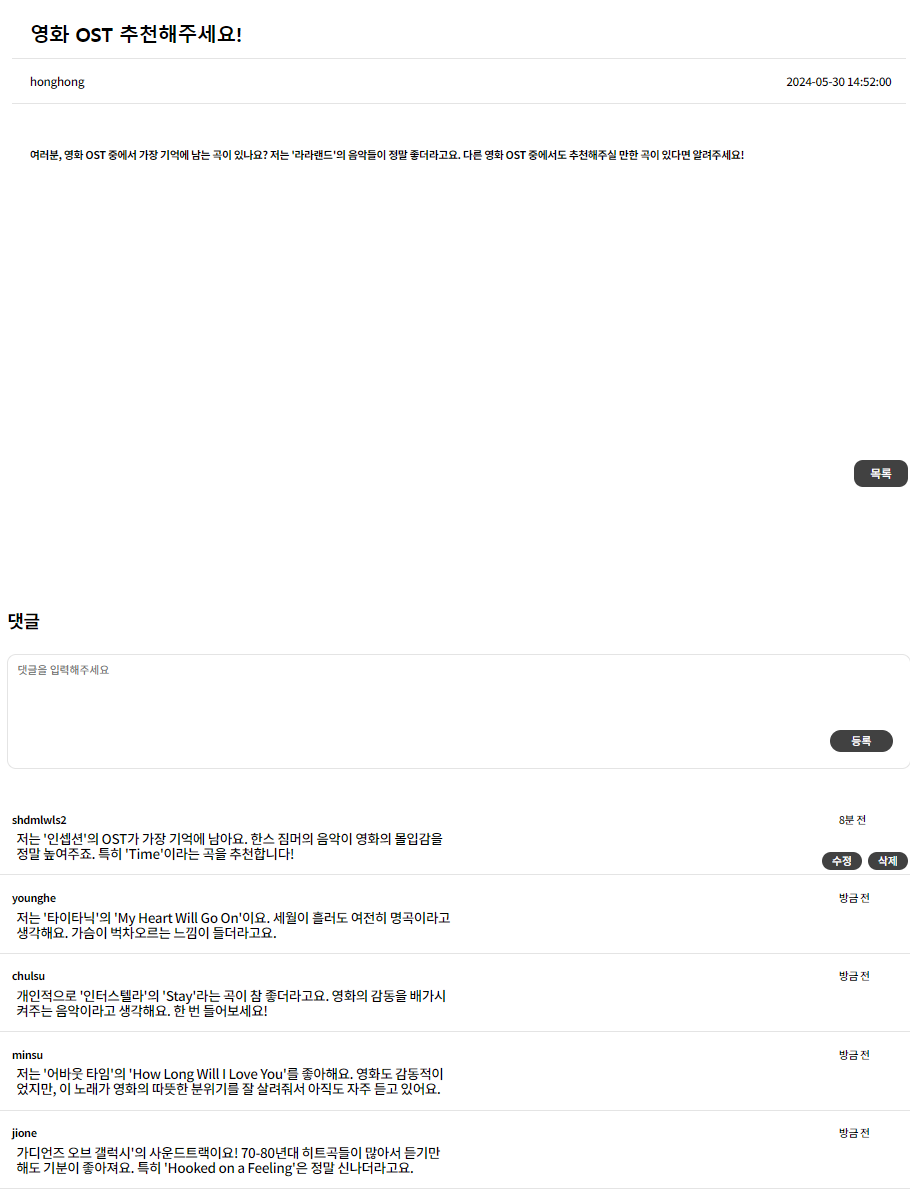 영화 OST 추천해주세요!
honghong 2024-05-30 14:52:00
여러분, 영화 OST 중에서 가장 기억에 남는 곡이 있나요? 저는 '라라랜드'의 음악들이 정말 좋더라고요. 다른 영화 OST 중에서도 추천해주실 만한 곡이 있다면 알려주세요!
목록
댓글
댓글을 입력해주세요
등록
shdmlwls2 8분 전
저는 '인셉션'의 OST가 가장 기억에 남아요. 한스 짐머의 음악이 영화의 몰입감을
정말 높여주죠. 특히 'Time'이라는 곡을 추천합니다!
수정 삭제
younghe 방금 전
저는 '타이타닉'의 'My Heart Will Go On'이요. 세월이 흘러도 여전히 명곡이라고
생각해요. 가슴이 벅차오르는 느낌이 들더라고요.
chulsu 방금 전
개인적으로 '인터스텔라'의 'Stay'라는 곡이 참 좋더라고요. 영화의 감동을 배가시
켜주는 음악이라고 생각해요. 한 번 들어보세요!
minsu 방금 전
저는 '어바웃 타임'의 'How Long Will I Love You'를 좋아해요. 영화도 감동적이
었지만, 이 노래가 영화의 따뜻한 분위기를 잘 살려줘서 아직도 자주 듣고 있어요.
jione 방금 전
가디언즈 오브 갤럭시'의 사운드트랙이요! 70-80년대 히트곡들이 많아서 듣기만
해도 기분이 좋아져요. 특히 'Hooked on a Feeling'은 정말 신나더라고요.